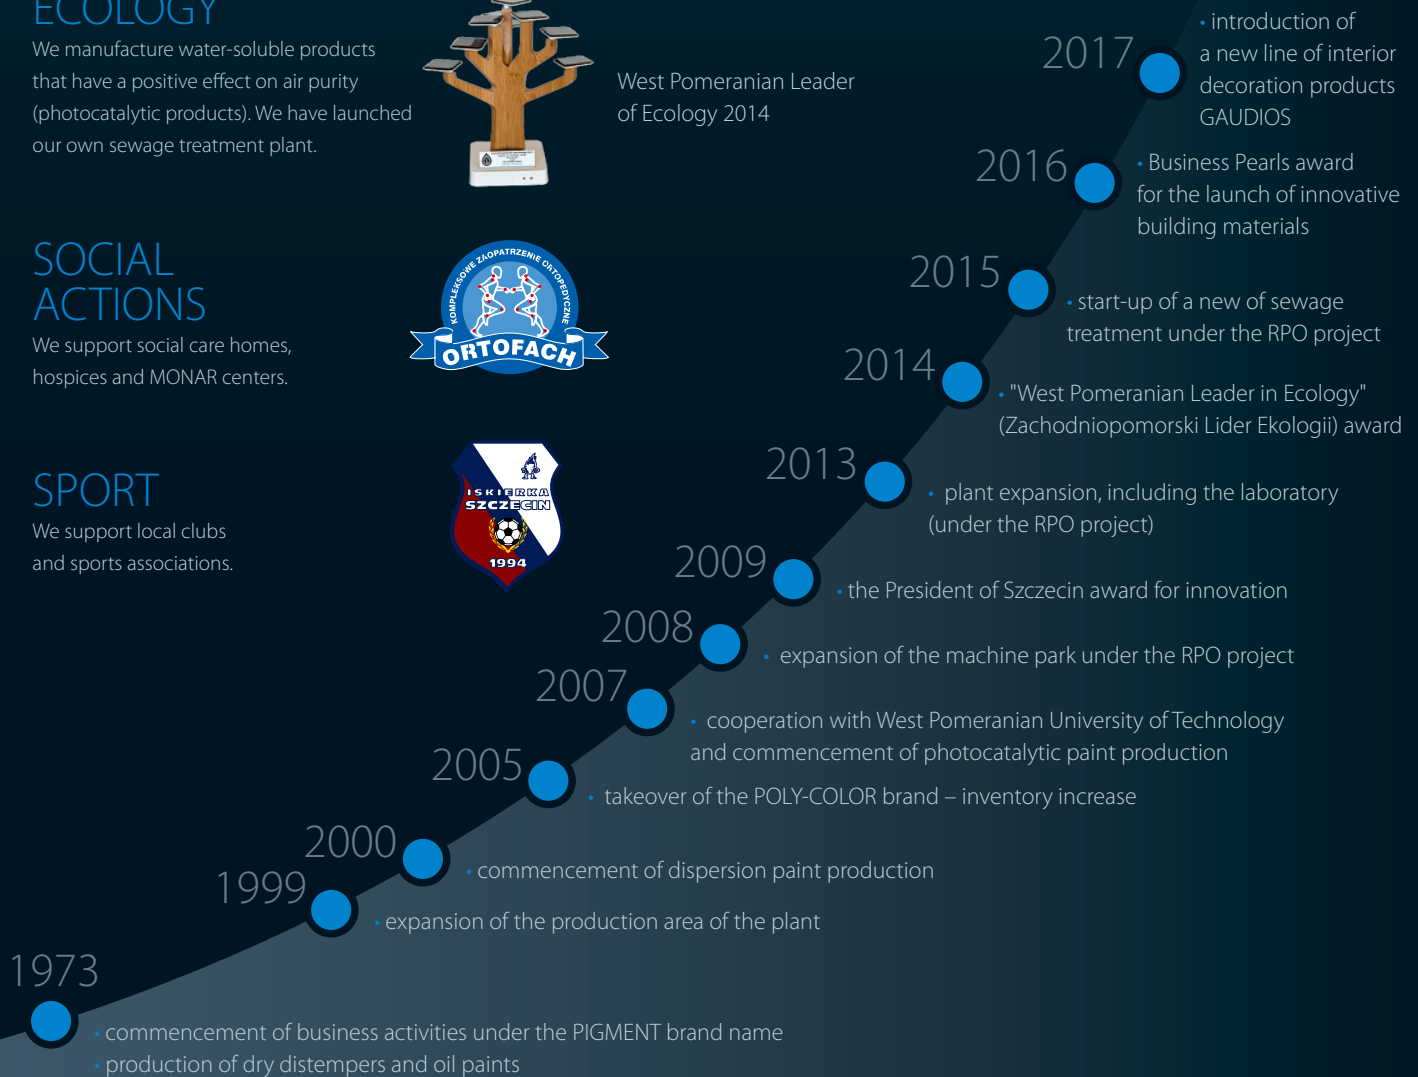 ECOLOGY
We manufacture water-soluble products
that have a positive effect on air purity
(photocatalytic products). We have launched
our own sewage treatment plant.
West Pomeranian Leader
of Ecology 2014
SOCIAL
ACTIONS
We support social care homes,
hospices and MONAR centers.
KOMPLEKSOWE ZAOPATRZENIE ORTOPEDYCZNE
ORTOFACH
SPORT
We support local clubs
and sports associations.
ISKIERKA
SZCZECIN
1994
2017
• introduction of
a new line of interior
decoration products
GAUDIOS
2016
• Business Pearls award
for the launch of innovative
building materials
2015
• start-up of a new of sewage
treatment under the RPO project
2014
• "West Pomeranian Leader in Ecology"
(Zachodniopomorski Lider Ekologii) award
2013
• plant expansion, including the laboratory
(under the RPO project)
2009
• the President of Szczecin award for innovation
2008
• expansion of the machine park under the RPO project
2007
• cooperation with West Pomeranian University of Technology
and commencement of photocatalytic paint production
2005
• takeover of the POLY-COLOR brand – inventory increase
2000
• commencement of dispersion paint production
1999
• expansion of the production area of the plant
1973
• commencement of business activities under the PIGMENT brand name
• production of dry distempers and oil paints